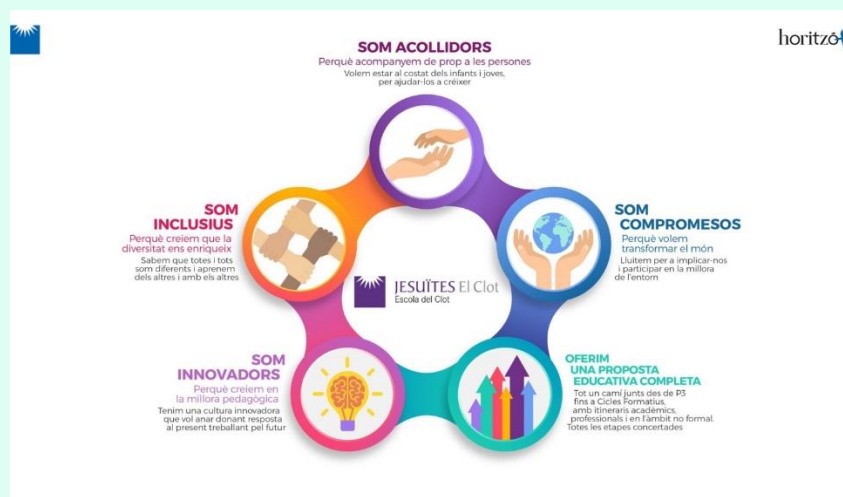 horitzó
SOM ACOLLIDORS
Perquè acompanyem de prop a les persones
Volem estar al costat dels infants i joves,
per ajudar-los a créixer
SOM
INCLUSIUS
Perquè creiem que la
diversitat ens enriqueix
Sabem que totes i tots
som diferents i aprenem
dels altres i amb els altres
SOM
COMPROMESOS
Perquè volem
transformar el món
Lluitem per a implicar-nos
i participar en la millora
de l'entorn
JESUÏTES El Clot
Escola del Clot
SOM
INNOVADORS
Perquè creiem en
la millora pedagògica
Tenim una cultura innovadora
que vol anar donant resposta
al present treballant pel futur
OFERIM
UNA PROPOSTA
EDUCATIVA COMPLETA
Tot un camí junts des de P3
fins a Cicles Formatius,
amb itineraris acadèmics,
professionals i en l'àmbit no formal.
Totes les etapes concertades